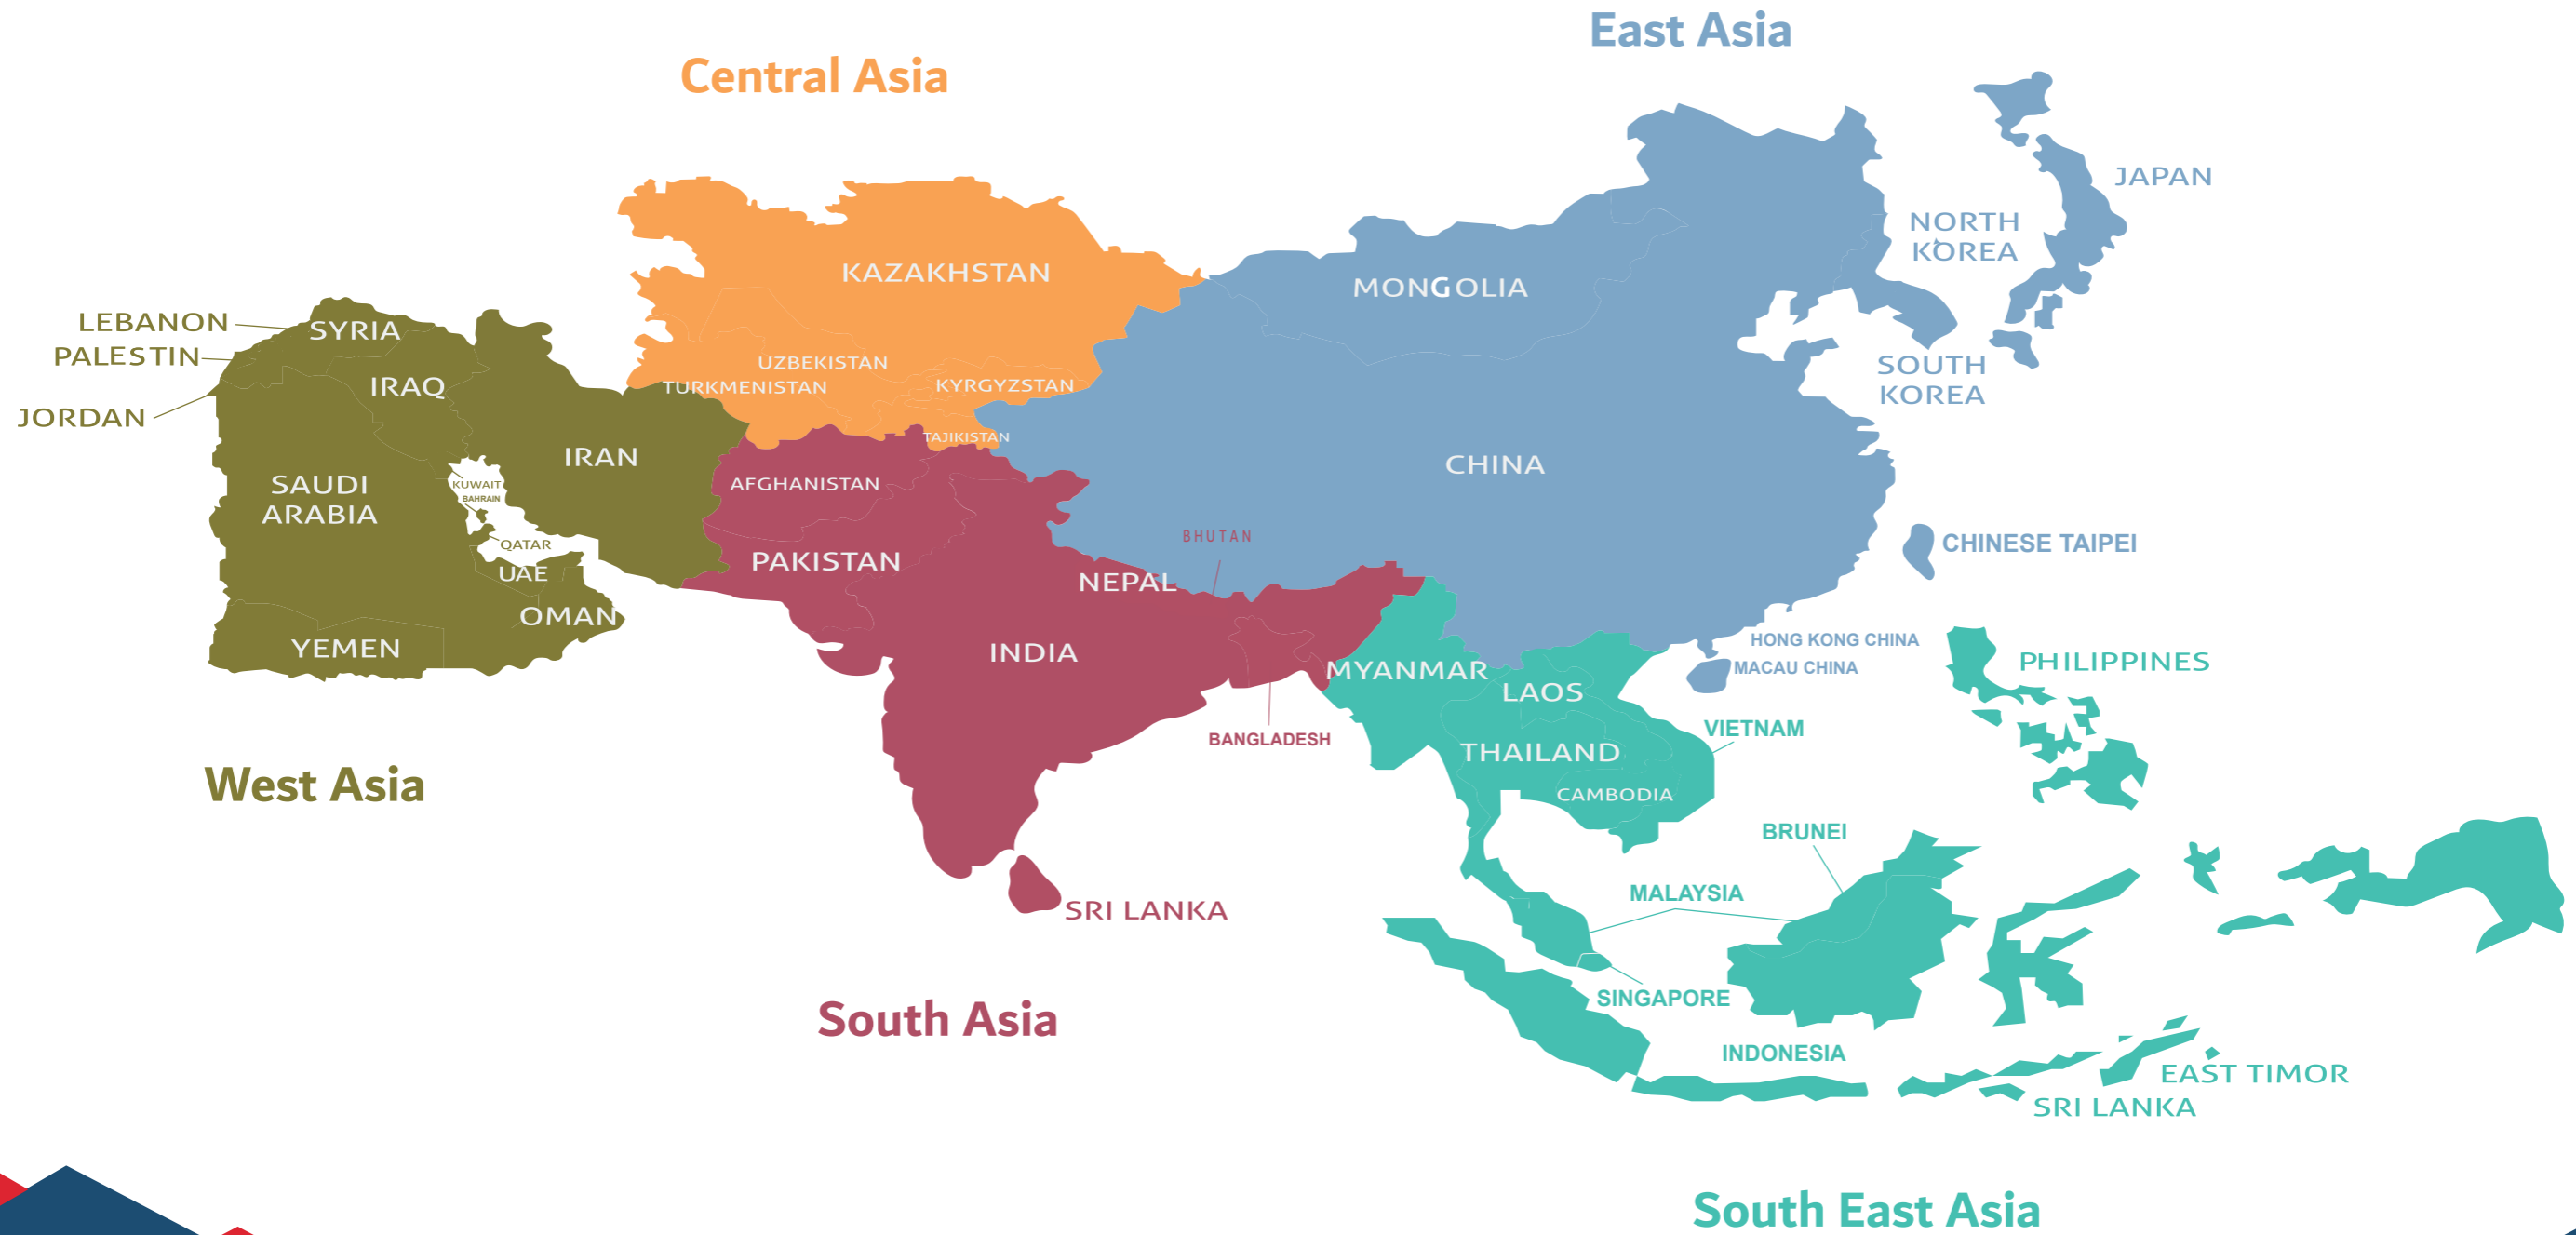 East Asia
Central Asia
JAPAN
NORTH
KOREA
KAZAKHSTAN
MONGOLIA
LEBANON
SYRIA
PALESTIN
UZBEKISTAN
SOUTH
KOREA
IRAQ
TURKMENISTAN
KYRGYZSTAN
JORDAN
TAJIKISTAN
IRAN
CHINA
SAUDI
ARABIA
KUWAIT
BAHRAIN
AFGHANISTAN
BHUTAN
QATAR
CHINESE TAIPEI
PAKISTAN
UAE
NEPAL
OMAN
YEMEN
INDIA
HONG KONG CHINA
MACAU CHINA
MYANMAR
PHILIPPINES
LAOS
VIETNAM
BANGLADESH
THAILAND
West Asia
CAMBODIA
BRUNEI
MALAYSIA
SRI LANKA
SINGAPORE
South Asia
INDONESIA
EAST TIMOR
SRI LANKA
South East Asia